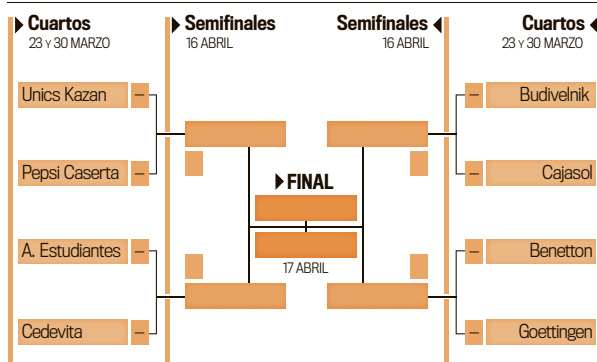 Cuartos
23 Y 30 MARZO
Semifinales
16 ABRIL
Semifinales
16 ABRIL
Cuartos
23 Y 30 MARZO
Unics Kazan –
Pepsi Caserta –
A. Estudiantes –
Cedevita –
FINAL
17 ABRIL
– Budivelnik
– Cajasol
– Benetton
– Goettingen